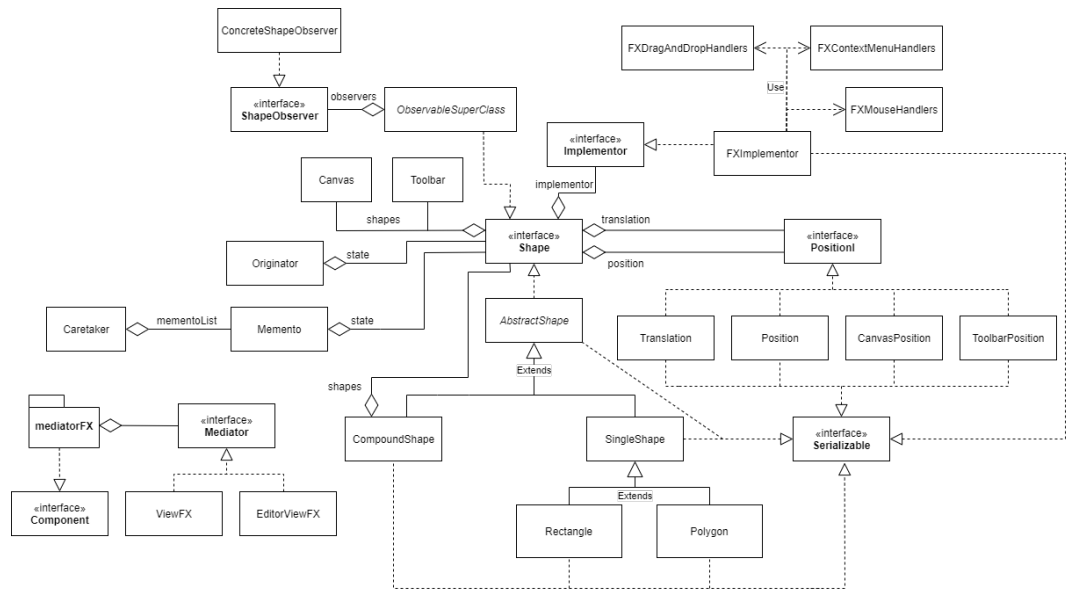 ConcreteShapeObserver
FXDragAndDropHandlers
FXContextMenuHandlers
Use
«interface»
ShapeObserver
observers
ObservableSuperClass
FXMouseHandlers
«interface»
Implementor
FXImplementor
Canvas
Toolbar
implementor
shapes
«interface»
Shape
translation
position
«interface»
PositionI
Originator
state
Caretaker
mementoList
Memento
state
AbstractShape
Translation
Position
CanvasPosition
ToolbarPosition
Extends
shapes
mediatorFX
«interface»
Mediator
CompoundShape
SingleShape
«interface»
Serializable
Extends
«interface»
Component
ViewFX
EditorViewFX
Rectangle
Polygon